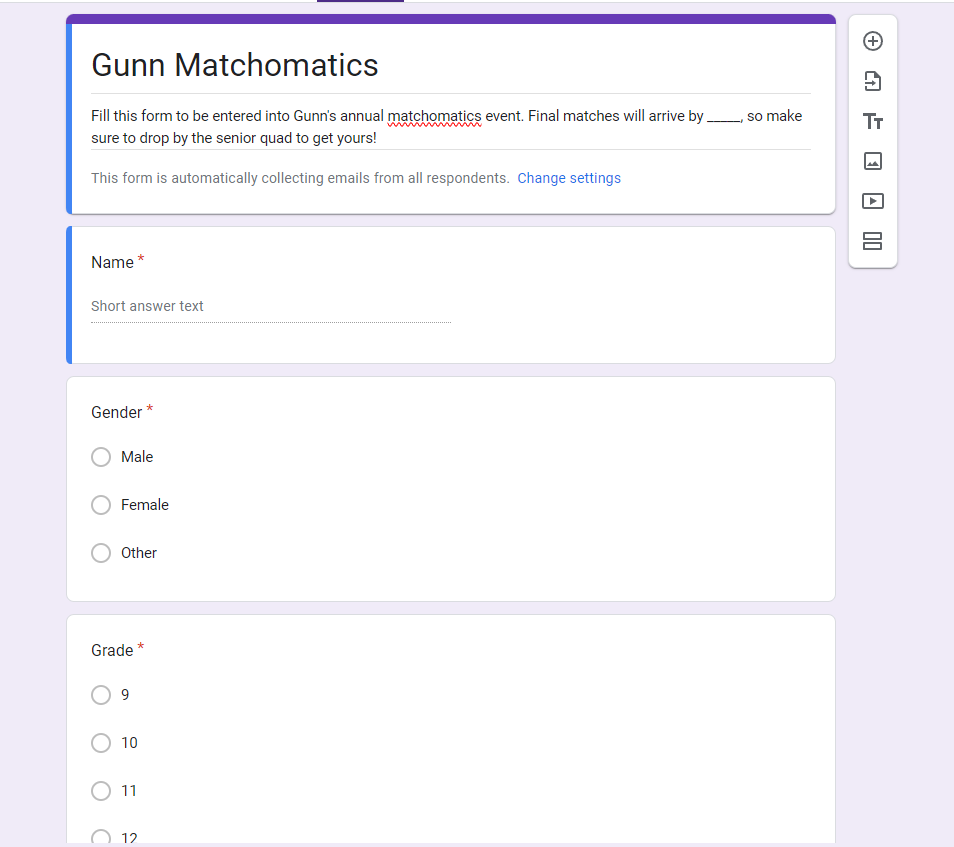 Gunn Matchomatics
Fill this form to be entered into Gunn's annual matchomatics event. Final matches will arrive by _____, so make
sure to drop by the senior quad to get yours!
This form is automatically collecting emails from all respondents. Change settings
Name *
Short answer text
Gender *
Male
Female
Other
Grade *
9
10
11
12